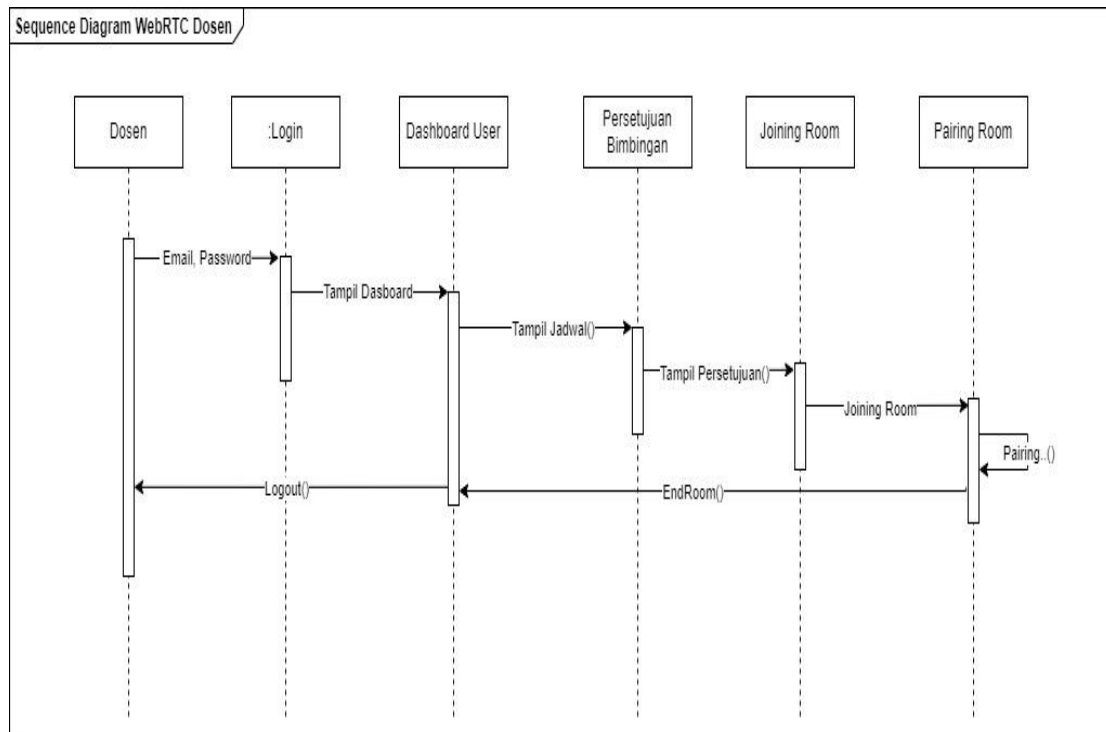 Sequence Diagram WebRTC Dosen
Dosen
:Login
Dashboard User
Persetujuan
Bimbingan
Joining Room
Pairing Room
Email, Password
Tampil Dasboard
Tampil Jadwal()
Tampil Persetujuan()
Joining Room
Pairing..()
Logout()
EndRoom()